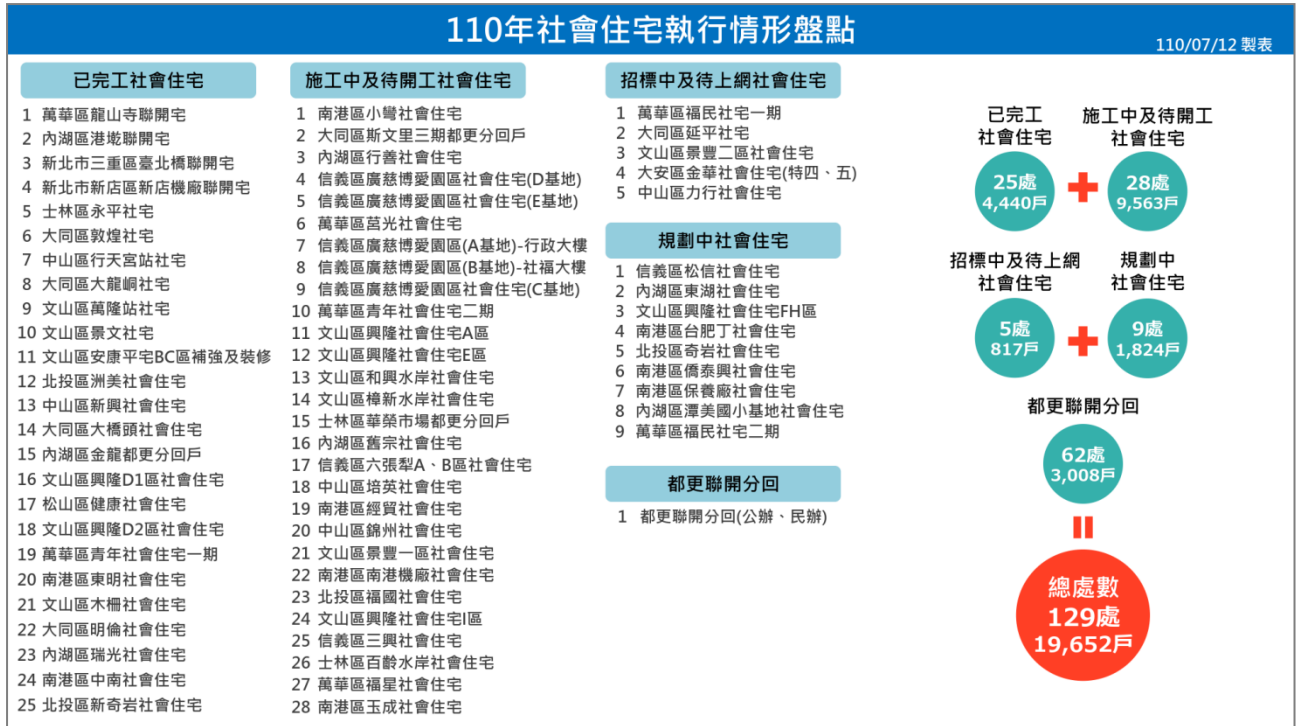 110年社會住宅執行情形盤點
110/07/12 製表
已完工社會住宅
1 萬華區龍山寺聯開宅
2 內湖區港墘聯開宅
3 新北市三重區臺北橋聯開宅
4 新北市新店區新店機廠聯開宅
5 士林區永平社宅
6 大同區敦煌社宅
7 中山區行天宮站社宅
8 大同區大龍峒社宅
9 文山區萬隆站社宅
10 文山區景文社宅
11 文山區安康平宅BC區補強及裝修
12 北投區洲美社會住宅
13 中山區新興社會住宅
14 大同區大橋頭社會住宅
15 內湖區金龍都更分回戶
16 文山區興隆D1區社會住宅
17 松山區健康社會住宅
18 文山區興隆D2區社會住宅
19 萬華區青年社會住宅一期
20 南港區東明社會住宅
21 文山區木柵社會住宅
22 大同區明倫社會住宅
23 內湖區瑞光社會住宅
24 南港區中南社會住宅
25 北投區新奇岩社會住宅
施工中及待開工社會住宅
1 南港區小彎社會住宅
2 大同區斯文里三期都更分回戶
3 內湖區行善社會住宅
4 信義區廣慈博愛園區社會住宅(D基地)
5 信義區廣慈博愛園區社會住宅(E基地)
6 萬華區莒光社會住宅
7 信義區廣慈博愛園區(A基地)-行政大樓
8 信義區廣慈博愛園區(B基地)-社福大樓
9 信義區廣慈博愛園區社會住宅(C基地)
10 萬華區青年社會住宅二期
11 文山區興隆社會住宅A區
12 文山區興隆社會住宅E區
13 文山區和興水岸社會住宅
14 文山區樟新水岸社會住宅
15 士林區華榮市場都更分回戶
16 內湖區舊宗社會住宅
17 信義區六張犁A、B區社會住宅
18 中山區培英社會住宅
19 南港區經貿社會住宅
20 中山區錦州社會住宅
21 文山區景豐一區社會住宅
22 南港區南港機廠社會住宅
23 北投區福國社會住宅
24 文山區興隆社會住宅I區
25 信義區三興社會住宅
26 士林區百齡水岸社會住宅
27 萬華區福星社會住宅
28 南港區玉成社會住宅
招標中及待上網社會住宅
1 萬華區福民社宅一期
2 大同區延平社宅
3 文山區景豐二區社會住宅
4 大安區金華社會住宅(特四、五)
5 中山區力行社會住宅
規劃中社會住宅
1 信義區松信社會住宅
2 內湖區東湖社會住宅
3 文山區興隆社會住宅FH區
4 南港區台肥丁社會住宅
5 北投區奇岩社會住宅
6 南港區僑泰興社會住宅
7 南港區保養廠社會住宅
8 內湖區潭美國小基地社會住宅
9 萬華區福民社宅二期
都更聯開分回
1 都更聯開分回(公辦、民辦)
已完工
社會住宅
25處
4,440戶
施工中及待開工
社會住宅
28處
9,563戶
招標中及待上網
社會住宅
5處
817戶
規劃中
社會住宅
9處
1,824戶
都更聯開分回
62處
3,008戶
總處數
129處
19,652戶